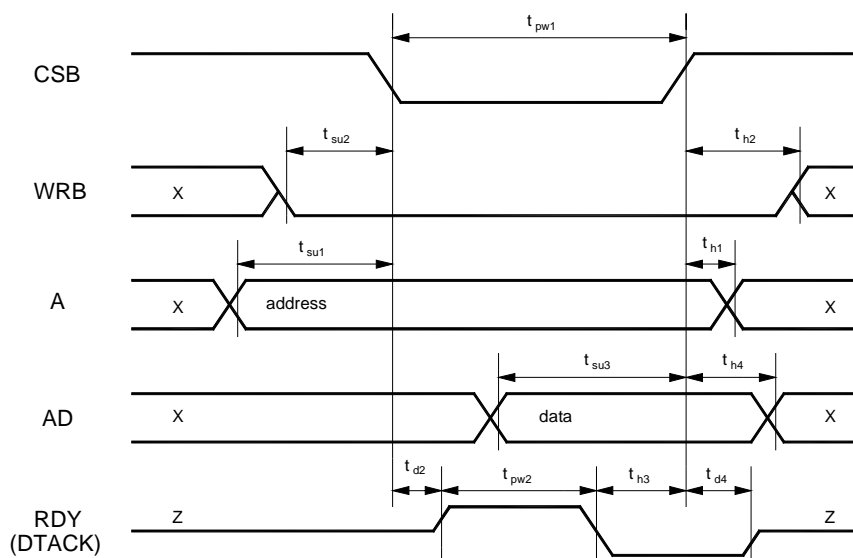 t pw1
CSB
t su2
t h2
WRB
X
X
t su1
t h1
A
X
address
X
t su3
t h4
AD
X
data
X
t d2
t pw2
t h3
t d4
RDY
(DTACK)
Z
Z